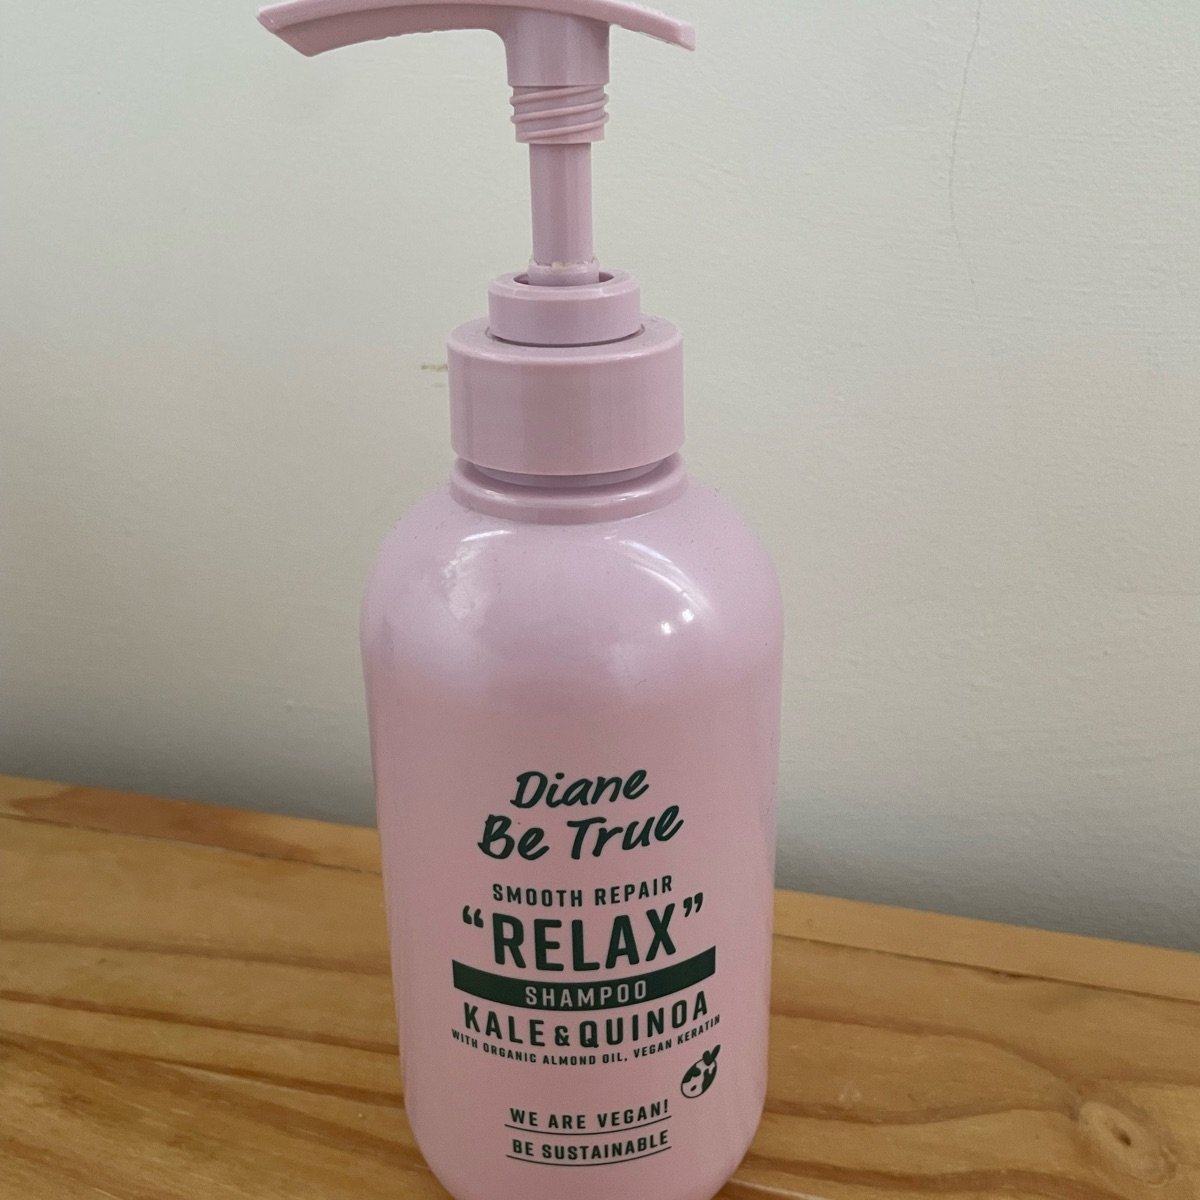 Diane
Be True
SMOOTH REPAIR
“RELAX”
SHAMPOO
KALE & QUINOA
WITH ORGANIC ALMOND OIL, VEGAN KERATIN
WE ARE VEGAN!
BE SUSTAINABLE